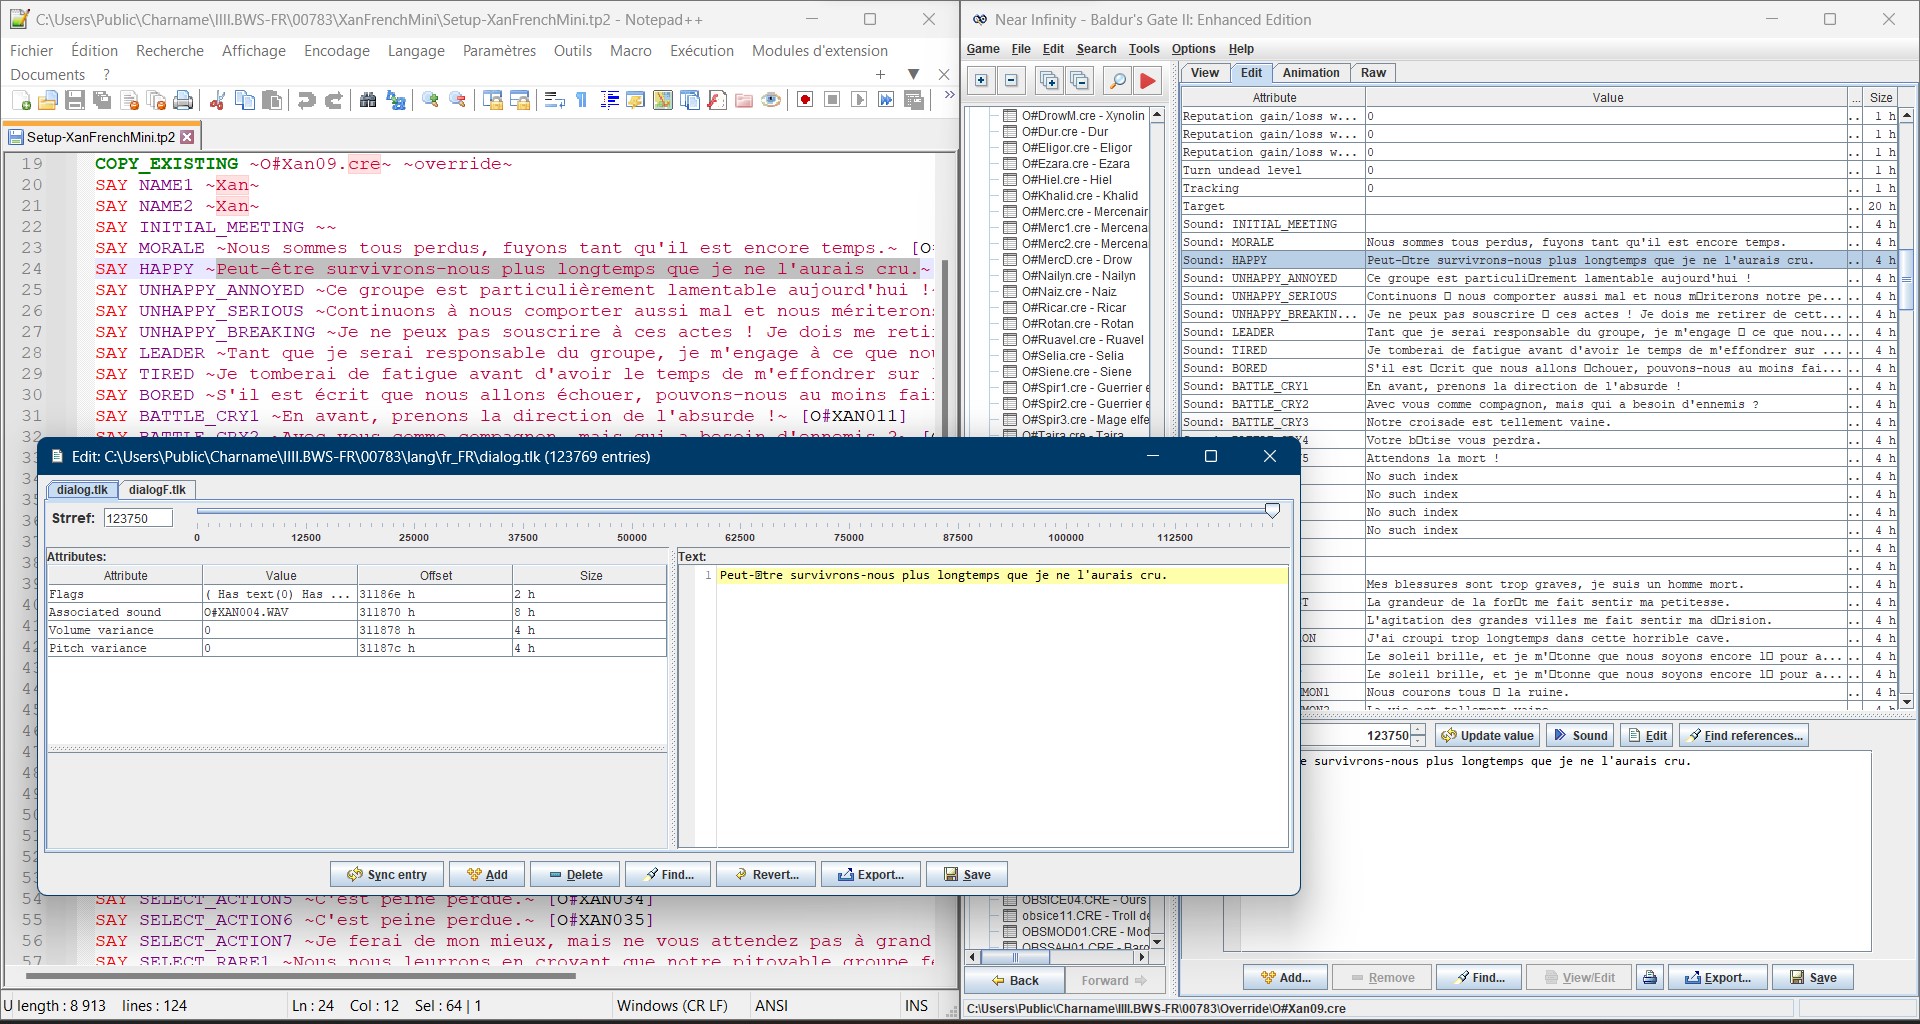 C:\Users\Public\Charname\IIII.BWS-FR\00783\XanFrenchMini\Setup-XanFrenchMini.tp2 - Notepad++
Fichier Édition Recherche Affichage Encodage Langage Paramètres Outils Macro Exécution Modules d'extension
Documents ?
Setup-XanFrenchMini.tp2
19 COPY_EXISTING ~O#Xan09.cre~ ~override~
20 SAY NAME1 ~Xan~
21 SAY NAME2 ~Xan~
22 SAY INITIAL_MEETING ~~
23 SAY MORALE ~Nous sommes tous perdus, fuyons tant qu'il est encore temps.~ [O
24 SAY HAPPY ~Peut-être survivrons-nous plus longtemps que je ne l'aurais cru.~
25 SAY UNHAPPY_ANNOYED ~Ce groupe est particulièrement lamentable aujourd'hui !
26 SAY UNHAPPY_SERIOUS ~Continuons à nous comporter aussi mal et nous mériteron
27 SAY UNHAPPY_BREAKING ~Je ne peux pas souscrire à ces actes ! Je dois me reti
28 SAY LEADER ~Tant que je serai responsable du groupe, je m'engage à ce que no
29 SAY TIRED ~Je tomberai de fatigue avant d'avoir le temps de m'effondrer sur
30 SAY BORED ~S'il est écrit que nous allons échouer, pouvons-nous au moins fai
31 SAY BATTLE_CRY1 ~En avant, prenons la direction de l'absurde !~ [O#XAN011]
32 SAY BATTLE_CRY2 ~Avec vous comme compagnon, mais qui a besoin d'ennemis ?~
54 SAY SELECT_ACTION5 ~C'est peine perdue.~ [O#XAN034]
55 SAY SELECT_ACTION6 ~C'est peine perdue.~ [O#XAN035]
56 SAY SELECT_ACTION7 ~Je ferai de mon mieux, mais ne vous attendez pas à grand
57 SAY SELECT_RARE1 ~Nous nous leurrons en croyant que notre pitoyable groupe
U length : 8 913 lines : 124 Ln : 24 Col : 12 Sel : 64 | 1 Windows (CR LF) ANSI INS
Edit: C:\Users\Public\Charname\IIII.BWS-FR\00783\lang\fr_FR\dialog.tlk (123769 entries)
dialog.tlk dialogF.tlk
Strref: 123750
0 12500 25000 37500 50000 62500 75000 87500 100000 112500
Attributes:
Attribute Value Offset Size
Flags ( Has text(0) Has ... 31186e h 2 h
Associated sound O#XAN004.WAV 311870 h 8 h
Volume variance 0 311878 h 4 h
Pitch variance 0 31187c h 4 h
Text:
1 Peut-□tre survivrons-nous plus longtemps que je ne l'aurais cru.
Sync entry Add Delete Find... Revert... Export... Save
Near Infinity - Baldur's Gate II: Enhanced Edition
Game File Edit Search Tools Options Help
O#DrowM.cre - Xynolin
O#Dur.cre - Dur
O#Eligor.cre - Eligor
O#Ezara.cre - Ezara
O#Hiel.cre - Hiel
O#Khalid.cre - Khalid
O#Merc.cre - Mercenair
O#Merc1.cre - Mercena
O#Merc2.cre - Mercena
O#MercD.cre - Drow
O#Nailyn.cre - Nailyn
O#Naiz.cre - Naiz
O#Ricar.cre - Ricar
O#Rotan.cre - Rotan
O#Ruavel.cre - Ruavel
O#Selia.cre - Selia
O#Siene.cre - Siene
O#Spir1.cre - Guerrier e
O#Spir2.cre - Guerrier e
O#Spir3.cre - Mage elfe
O#Taira.cre - Taira
OBSICE04.CRE - Ours
obsice11.CRE - Troll de
OBSMOD01.CRE - Mod
OBSSAH01.CRE - Baro
Back Forward
View Edit Animation Raw
Attribute Value ... Size
Reputation gain/loss w... 0 .. 1 h
Reputation gain/loss w... 0 .. 1 h
Reputation gain/loss w... 0 .. 1 h
Turn undead level 0 .. 1 h
Tracking 0 .. 1 h
Target .. 20 h
Sound: INITIAL_MEETING .. 4 h
Sound: MORALE Nous sommes tous perdus, fuyons tant qu'il est encore temps. .. 4 h
Sound: HAPPY Peut-□tre survivrons-nous plus longtemps que je ne l'aurais cru. .. 4 h
Sound: UNHAPPY_ANNOYED Ce groupe est particuli□rement lamentable aujourd'hui ! .. 4 h
Sound: UNHAPPY_SERIOUS Continuons □ nous comporter aussi mal et nous m□riterons notre pe... .. 4 h
Sound: UNHAPPY_BREAKIN... Je ne peux pas souscrire □ ces actes ! Je dois me retirer de cett... .. 4 h
Sound: LEADER Tant que je serai responsable du groupe, je m'engage □ ce que nou... .. 4 h
Sound: TIRED Je tomberai de fatigue avant d'avoir le temps de m'effondrer sur ... .. 4 h
Sound: BORED S'il est □crit que nous allons □chouer, pouvons-nous au moins fai... .. 4 h
Sound: BATTLE_CRY1 En avant, prenons la direction de l'absurde ! .. 4 h
Sound: BATTLE_CRY2 Avec vous comme compagnon, mais qui a besoin d'ennemis ? .. 4 h
Sound: BATTLE_CRY3 Notre croisade est tellement vaine. .. 4 h
Y4 Votre b□tise vous perdra. .. 4 h
5 Attendons la mort ! .. 4 h
No such index .. 4 h
No such index .. 4 h
No such index .. 4 h
No such index .. 4 h
.. 4 h
.. 4 h
Mes blessures sont trop graves, je suis un homme mort. .. 4 h
T La grandeur de la for□t me fait sentir ma petitesse. .. 4 h
L'agitation des grandes villes me fait sentir ma d□rision. .. 4 h
ON J'ai croupi trop longtemps dans cette horrible cave. .. 4 h
Le soleil brille, et je m'□tonne que nous soyons encore l□ pour a... .. 4 h
Le soleil brille, et je m'□tonne que nous soyons encore l□ pour a... .. 4 h
MON1 Nous courons tous □ la ruine. .. 4 h
MON2 La vie est tellement vaine. .. 4 h
123750 Update value Sound Edit Find references...
e survivrons-nous plus longtemps que je ne l'aurais cru.
Add... Remove Find... View/Edit Export... Save
C:\Users\Public\Charname\IIII.BWS-FR\00783\Override\O#Xan09.cre